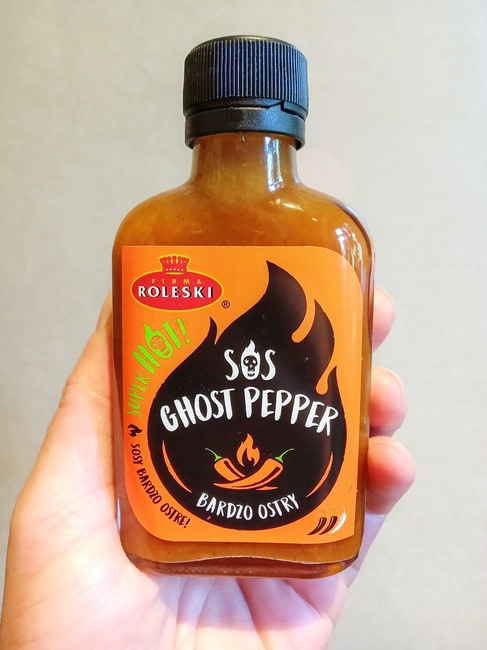 FIRMA
ROLESKI
®
SUPER HOT!
SOS
GHOST PEPPER
BARDZO OSTRY
SOSY BARDZO OSTRE!